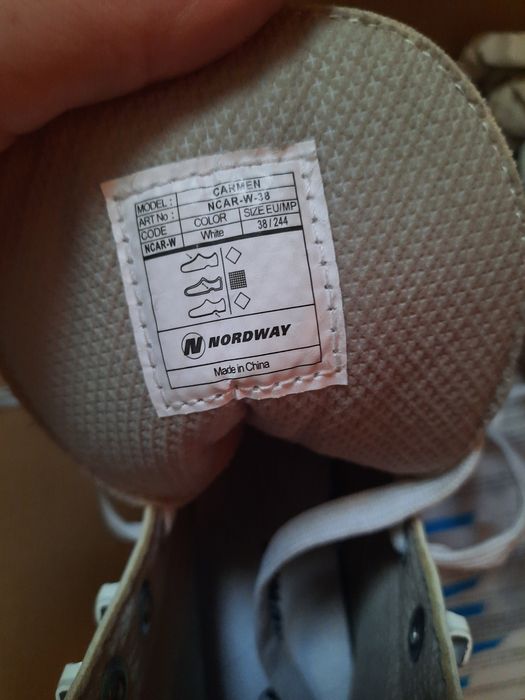 MODEL : CARMEN
ART No : NCAR-W-38
CODE COLOR SIZE EU/MP
NCAR-W White 38 / 244
N NORDWAY
Made in China